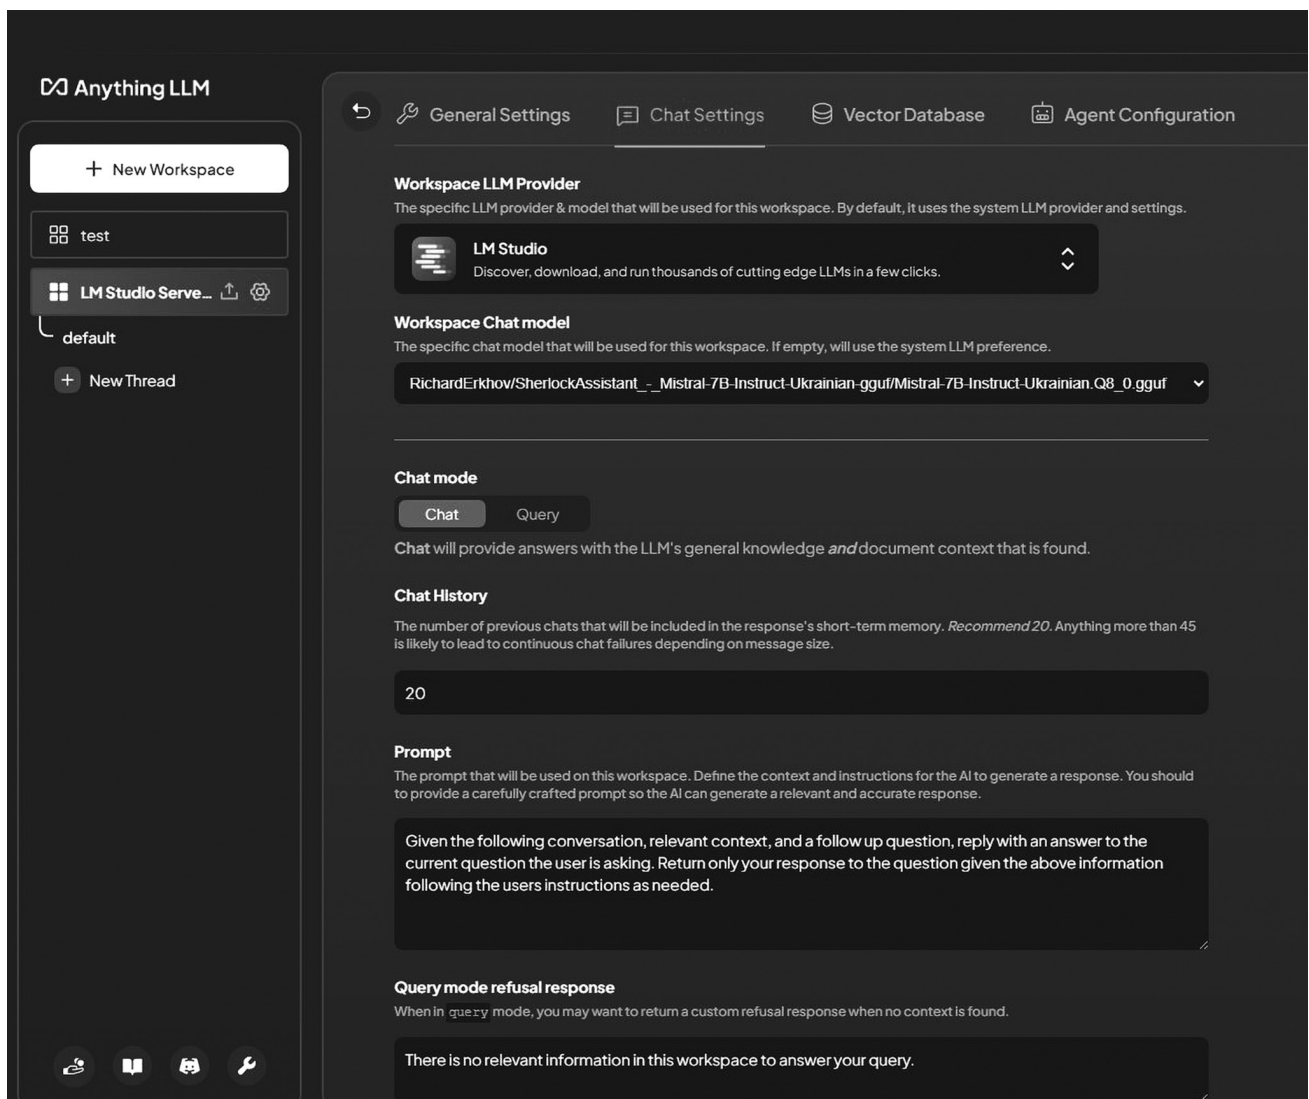 Anything LLM
New Workspace
test
LM Studio Serve...
default
New Thread
General Settings
Chat Settings
Vector Database
Agent Configuration
Workspace LLM Provider
The specific LLM provider & model that will be used for this workspace. By default, it uses the system LLM provider and settings.
LM Studio
Discover, download, and run thousands of cutting edge LLMs in a few clicks.
Workspace Chat model
The specific chat model that will be used for this workspace. If empty, will use the system LLM preference.
RichardErkhov/SherlockAssistant_-_Mistral-7B-Instruct-Ukrainian-gguf/Mistral-7B-Instruct-Ukrainian.Q8_0.gguf
Chat mode
Chat
Query
Chat will provide answers with the LLM's general knowledge and document context that is found.
Chat History
The number of previous chats that will be included in the response's short-term memory. Recommend 20. Anything more than 45
is likely to lead to continuous chat failures depending on message size.
20
Prompt
The prompt that will be used on this workspace. Define the context and instructions for the AI to generate a response. You should
to provide a carefully crafted prompt so the AI can generate a relevant and accurate response.
Given the following conversation, relevant context, and a follow up question, reply with an answer to the
current question the user is asking. Return only your response to the question given the above information
following the users instructions as needed.
Query mode refusal response
When in query mode, you may want to return a custom refusal response when no context is found.
There is no relevant information in this workspace to answer your query.